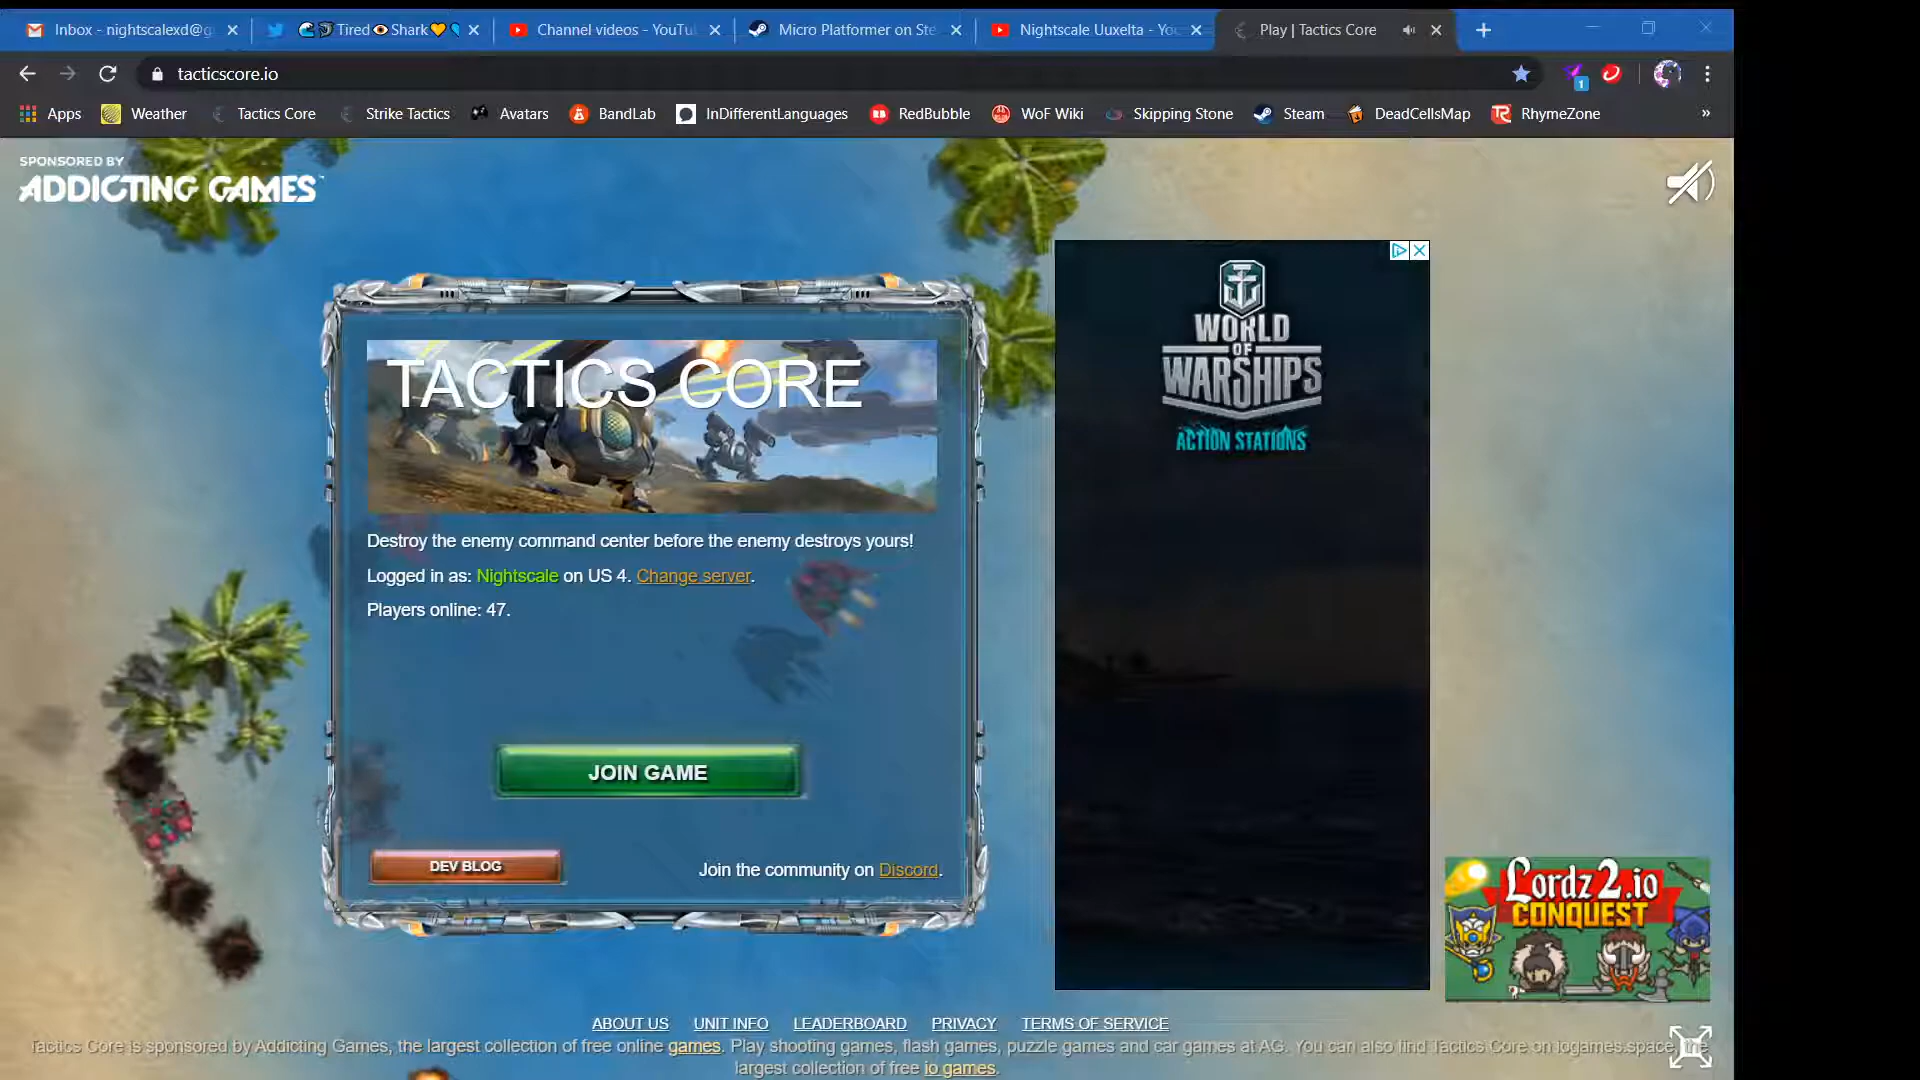 Inbox - nightscalexd@g
Tired Shark
Channel videos - YouTu
Micro Platformer on Ste
Nightscale Uuxelta - Yo
Play | Tactics Core
tacticscore.io
1
Apps
Weather
Tactics Core
Strike Tactics
Avatars
BandLab
InDifferentLanguages
RedBubble
WoF Wiki
Skipping Stone
Steam
DeadCellsMap
RhymeZone
»
SPONSORED BY
ADDICTING GAMES
WORLD
OF
WARSHIPS
ACTION STATIONS
TACTICS CORE
Destroy the enemy command center before the enemy destroys yours!
Logged in as: Nightscale on US 4. Change server.
Players online: 47.
JOIN GAME
DEV BLOG
Join the community on Discord.
Lordz2.io
CONQUEST
ABOUT US UNIT INFO LEADERBOARD PRIVACY TERMS OF SERVICE
Tactics Core is sponsored by Addicting Games, the largest collection of free online games. Play shooting games, flash games, puzzle games and car games at AG. You can also find Tactics Core on iogames.space, the
largest collection of free io games.